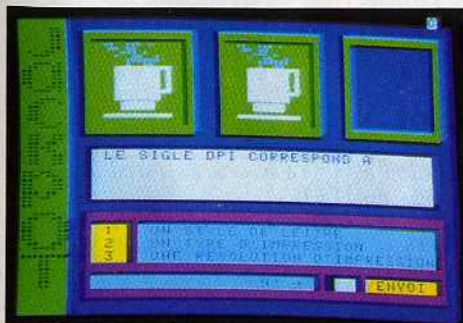 LE SIGLE DPI CORRESPOND A
1 UN STYLE DE LETTRE
2 UN TYPE D'IMPRESSION
3 UNE RESOLUTION D'IMPRESSION
ENVOI